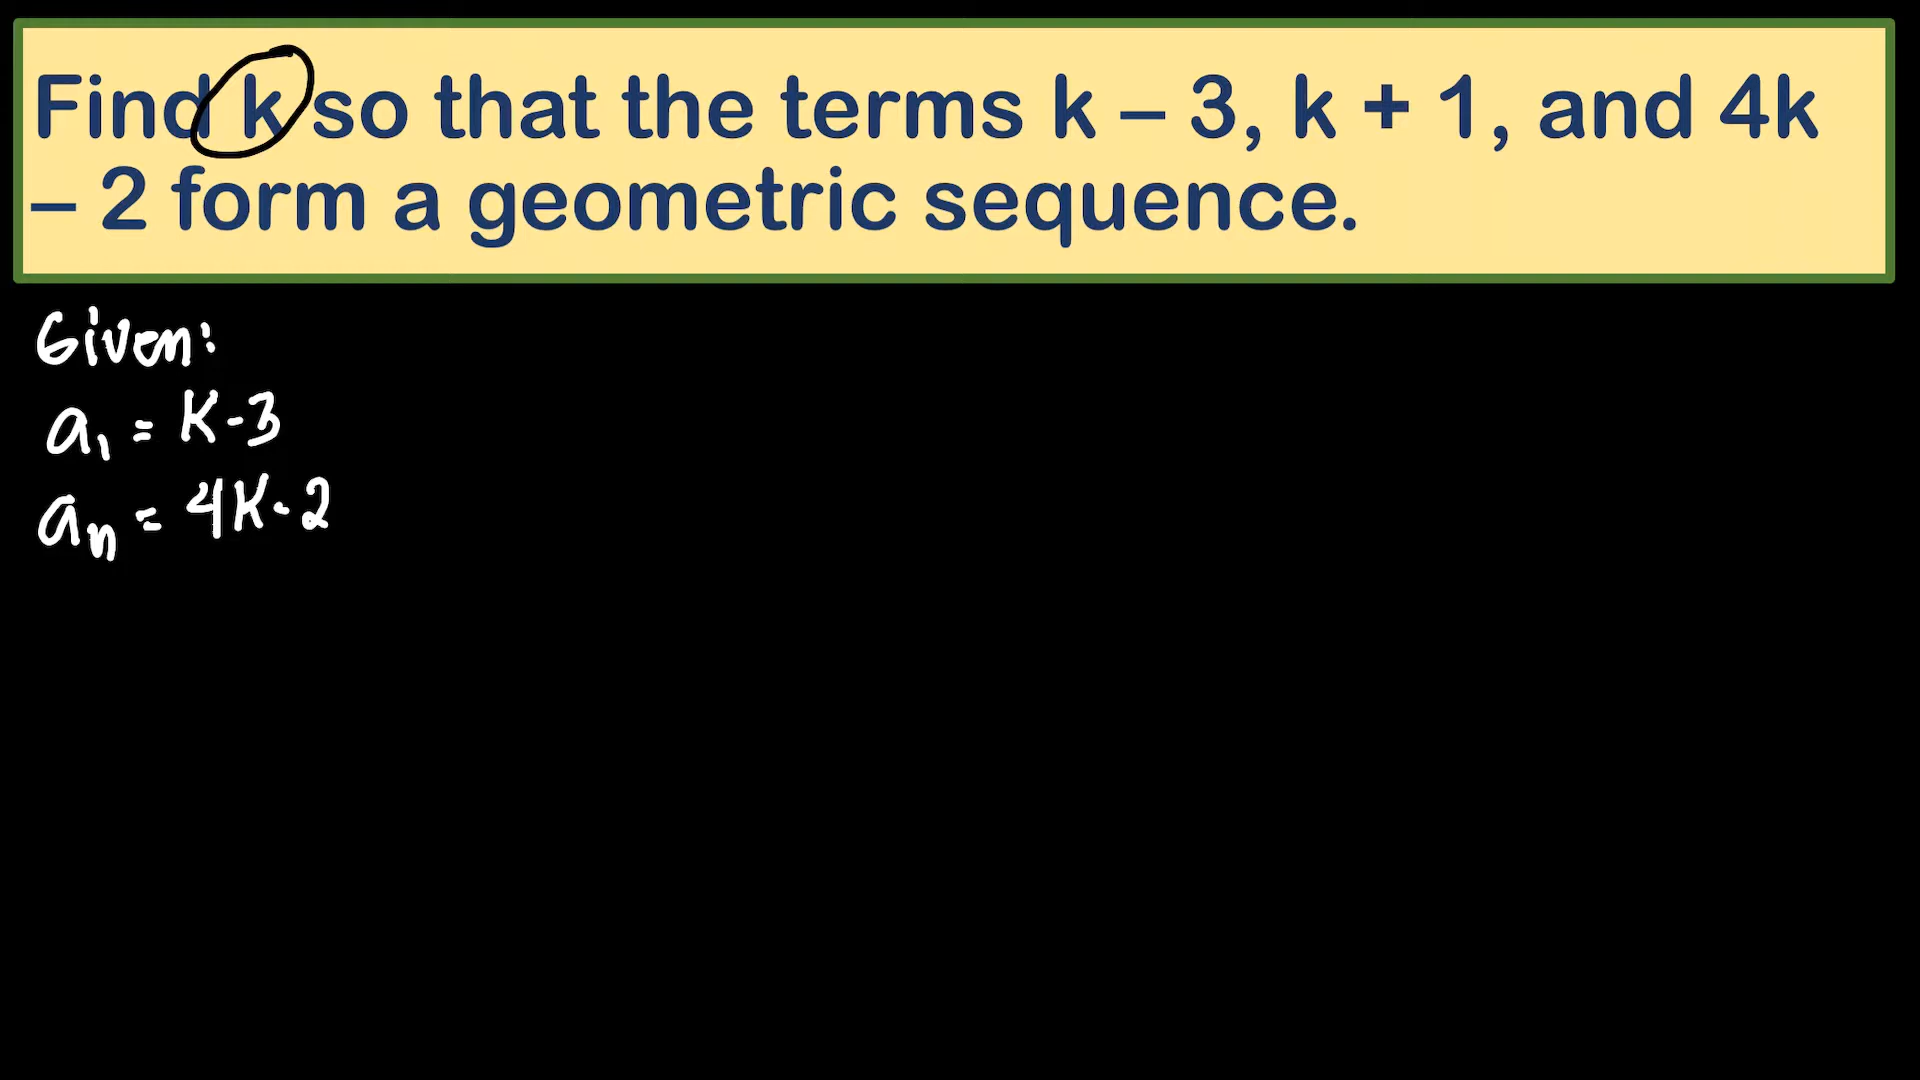 Find k so that the terms k – 3, k + 1, and 4k
– 2 form a geometric sequence.
Given:
a₁ = K-3
aₙ = 4K-2